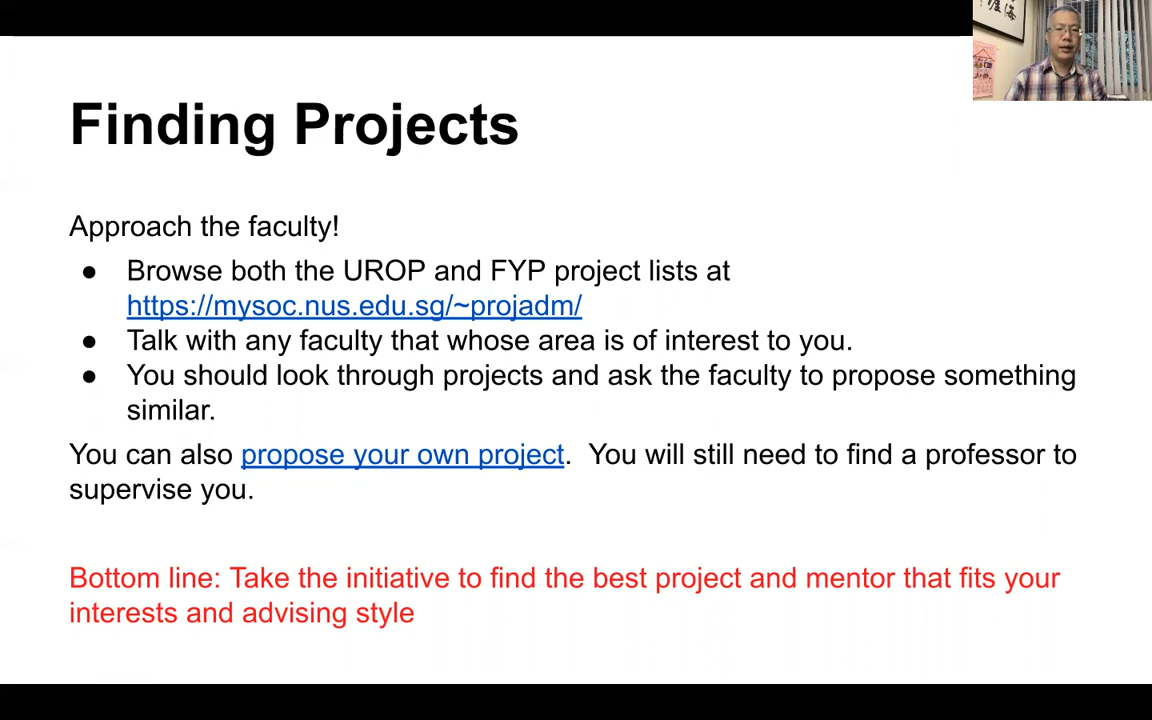 Finding Projects
Approach the faculty!
● Browse both the UROP and FYP project lists at
https://mysoc.nus.edu.sg/~projadm/
● Talk with any faculty that whose area is of interest to you.
● You should look through projects and ask the faculty to propose something
similar.
You can also propose your own project.  You will still need to find a professor to
supervise you.
Bottom line: Take the initiative to find the best project and mentor that fits your
interests and advising style